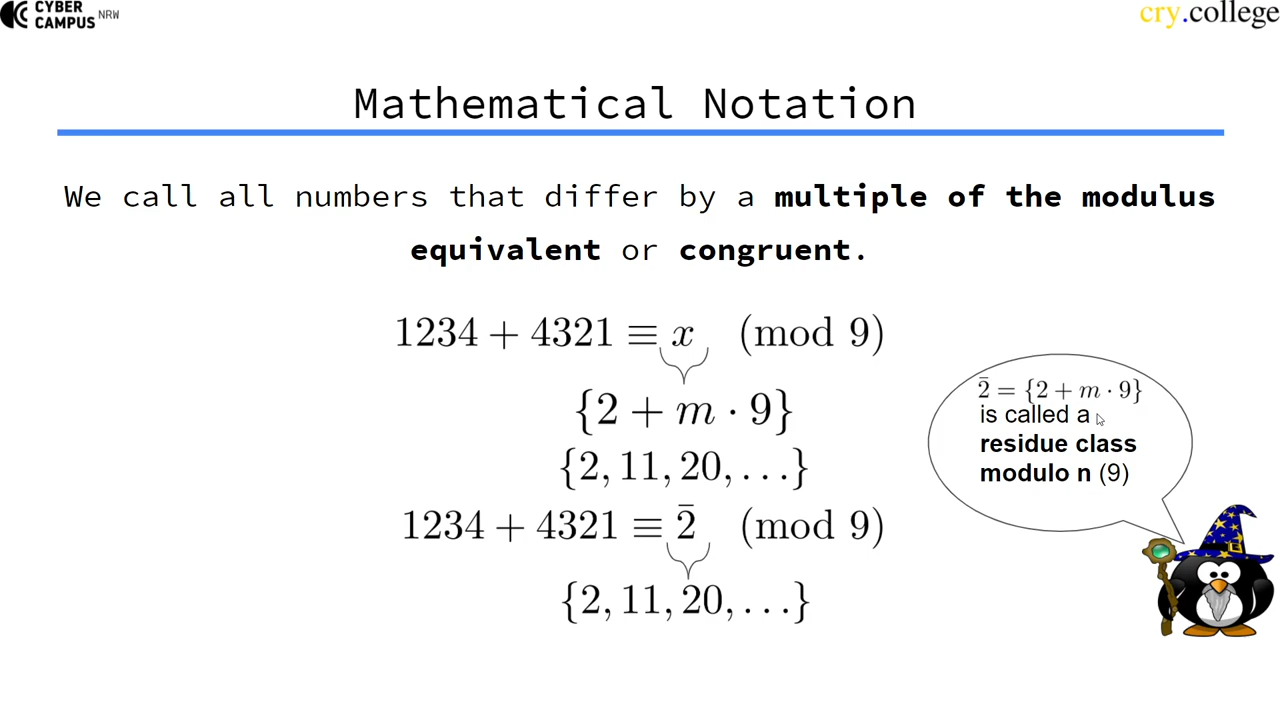 CYBER
CAMPUS NRW
cry.college
Mathematical Notation
We call all numbers that differ by a multiple of the modulus
equivalent or congruent.
1234 + 4321 ≡ x (mod 9)
{2 + m · 9}
{2, 11, 20, . . .}
1234 + 4321 ≡ 2̄ (mod 9)
{2, 11, 20, . . .}
2̄ = {2 + m · 9}
is called a
residue class
modulo n (9)